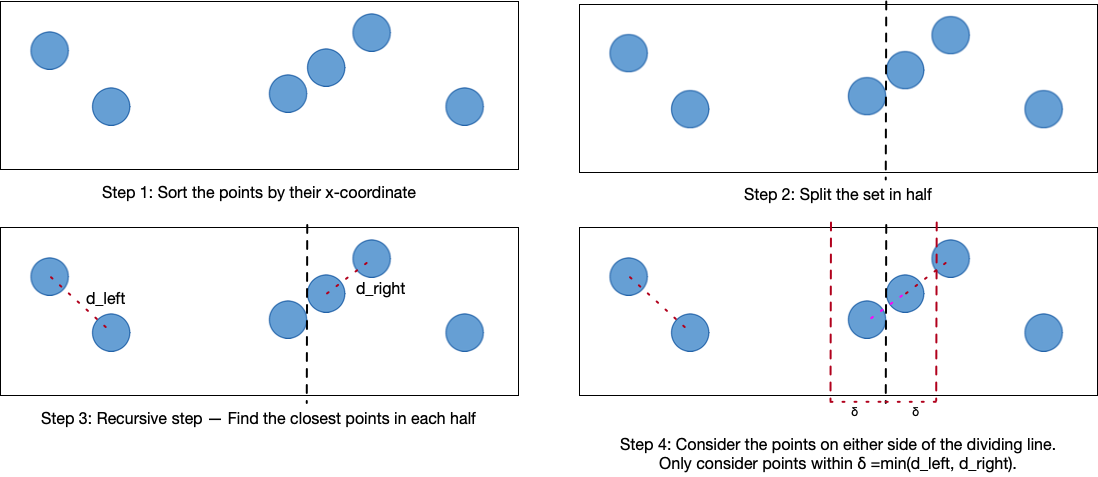 Step 1: Sort the points by their x-coordinate
Step 2: Split the set in half
d_left
d_right
Step 3: Recursive step — Find the closest points in each half
δ
δ
Step 4: Consider the points on either side of the dividing line.
Only consider points within δ =min(d_left, d_right).